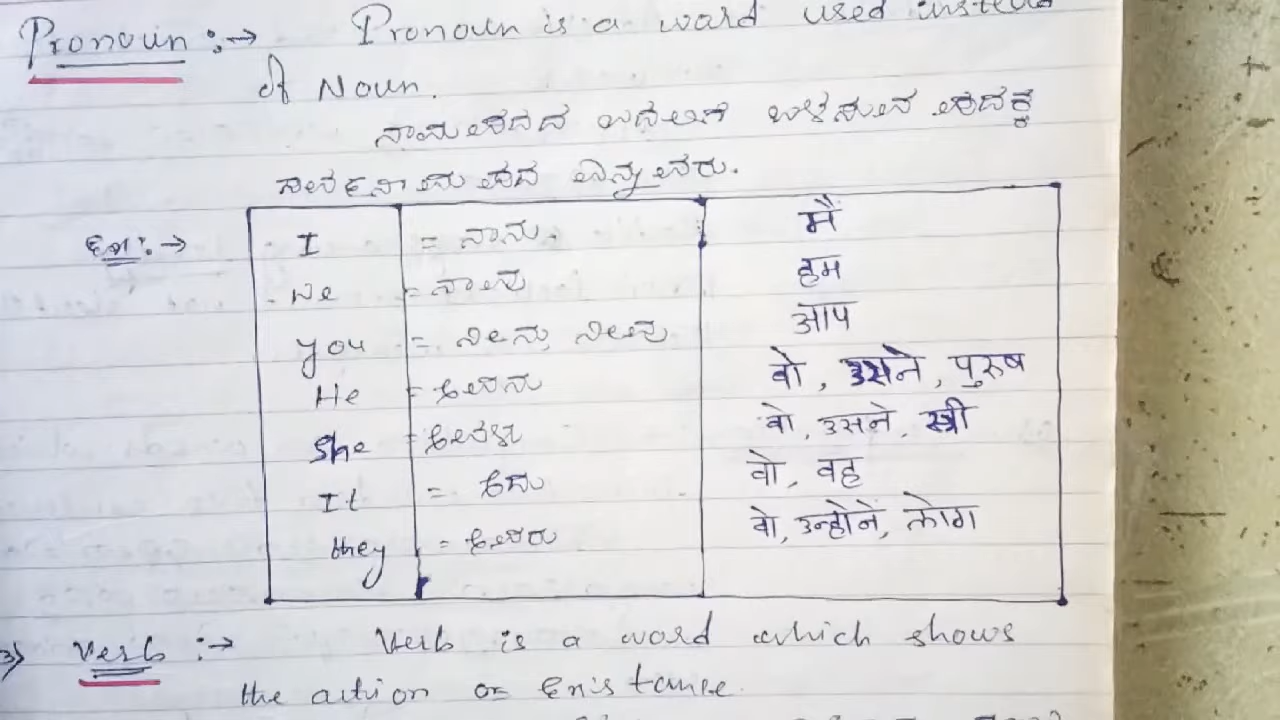 Pronoun :→ Pronoun is a word used instead
of Noun.
ನಾಮಪದದ ಬದಲಿಗೆ ಬಳಸುವ ಪದಕ್ಕೆ
ಸರ್ವನಾಮ ಪದ ಎನ್ನುವರು.
Ex:→ I = ನಾನು. मैं
We = ನಾವು हम
you = ನೀನು, ನೀವು आप
He = ಅವನು वो, उसने, पुरुष
She = ಅವಳು वो, उसने, स्त्री
It = ಅದು वो, वह
they = ಅವರು वो, उन्होने, लोग
3) Verb :→ Verb is a word which shows
the action or Existance.